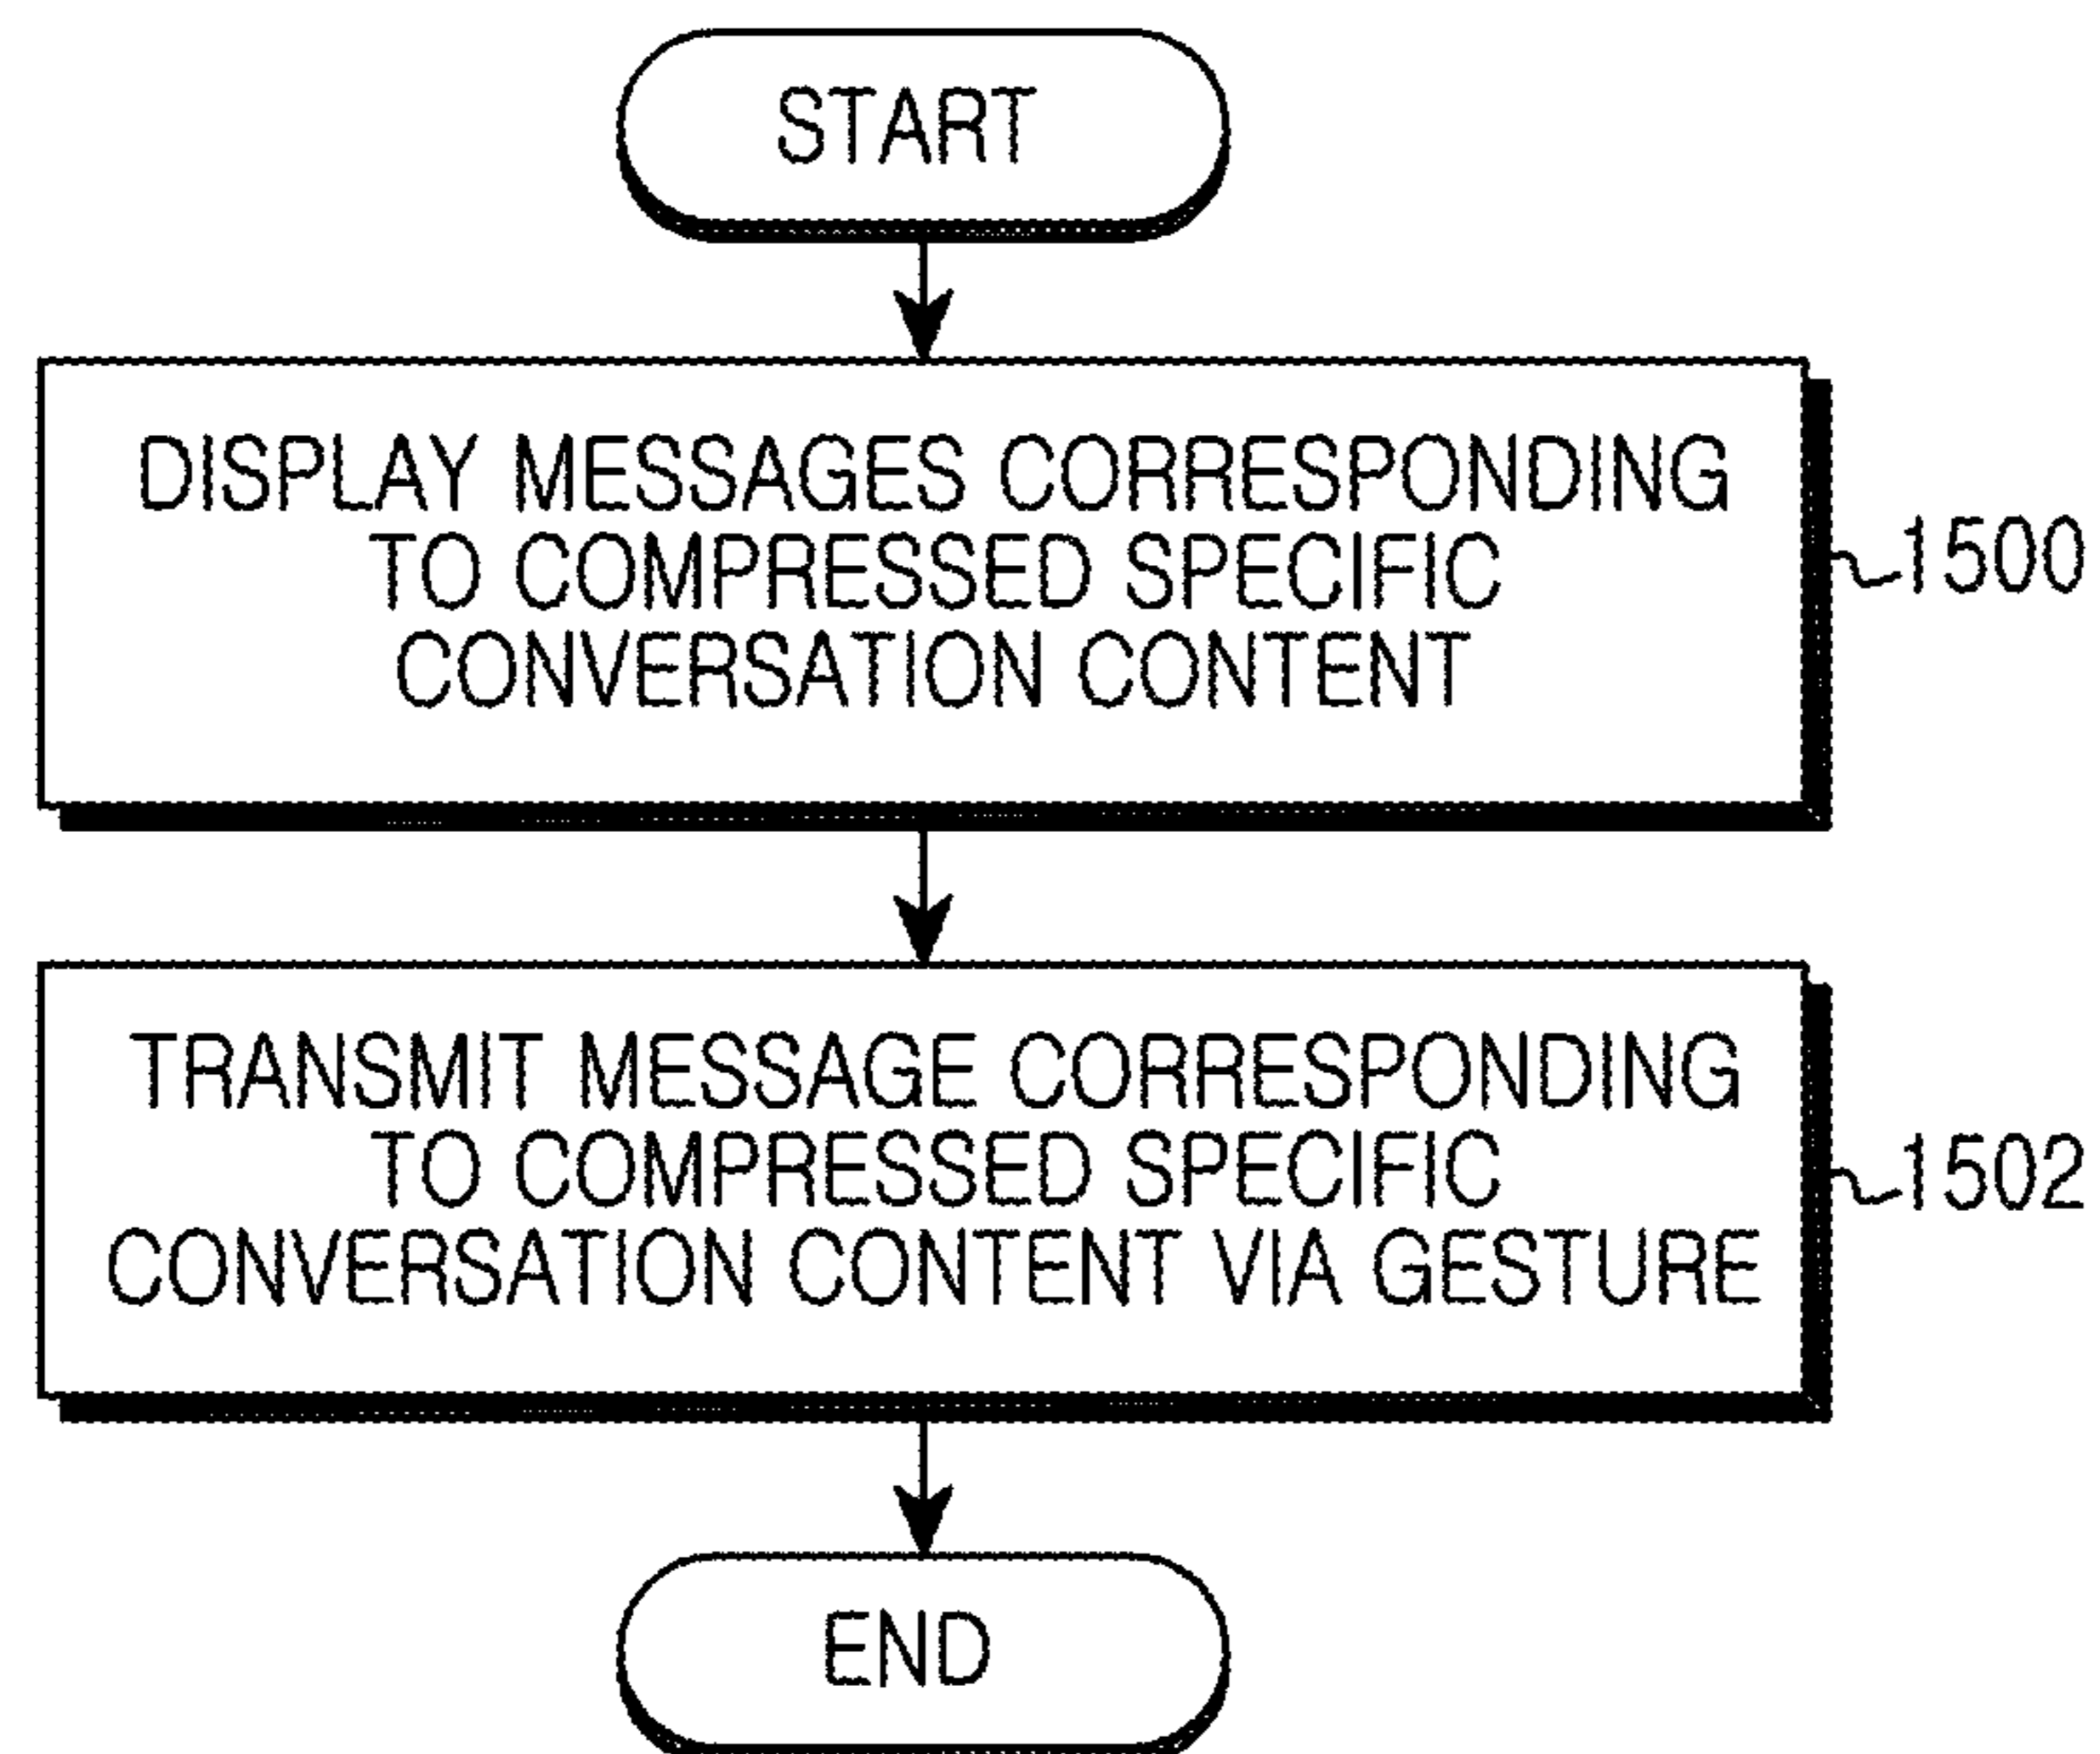 START
DISPLAY MESSAGES CORRESPONDING
TO COMPRESSED SPECIFIC
CONVERSATION CONTENT
1500
TRANSMIT MESSAGE CORRESPONDING
TO COMPRESSED SPECIFIC
CONVERSATION CONTENT VIA GESTURE
1502
END